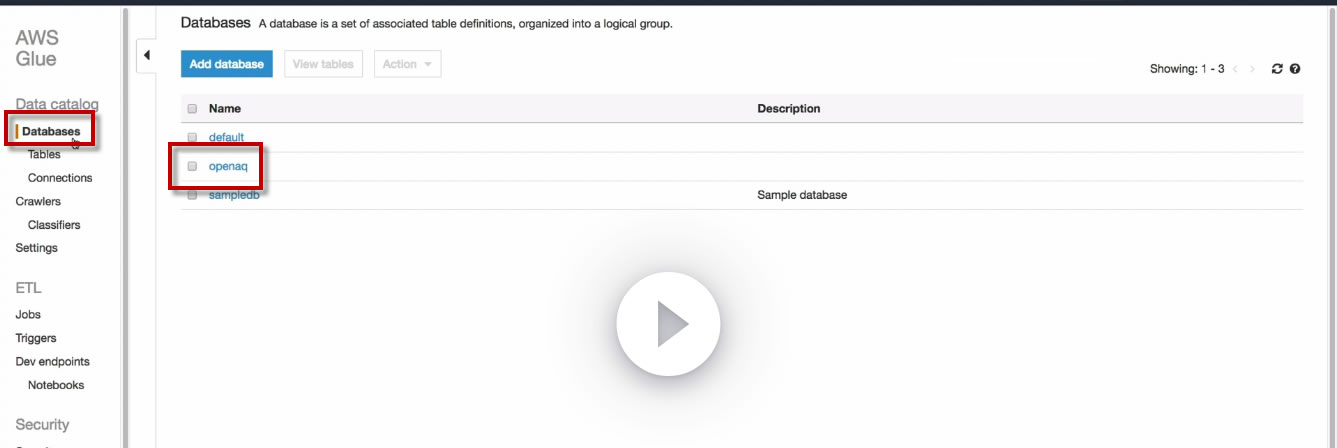 AWS
Glue
Data catalog
Databases
Tables
Connections
Crawlers
Classifiers
Settings
ETL
Jobs
Triggers
Dev endpoints
Notebooks
Security
Databases A database is a set of associated table definitions, organized into a logical group.
Add database View tables Action
Showing: 1 - 3
Name Description
default
openaq
sampledb Sample database